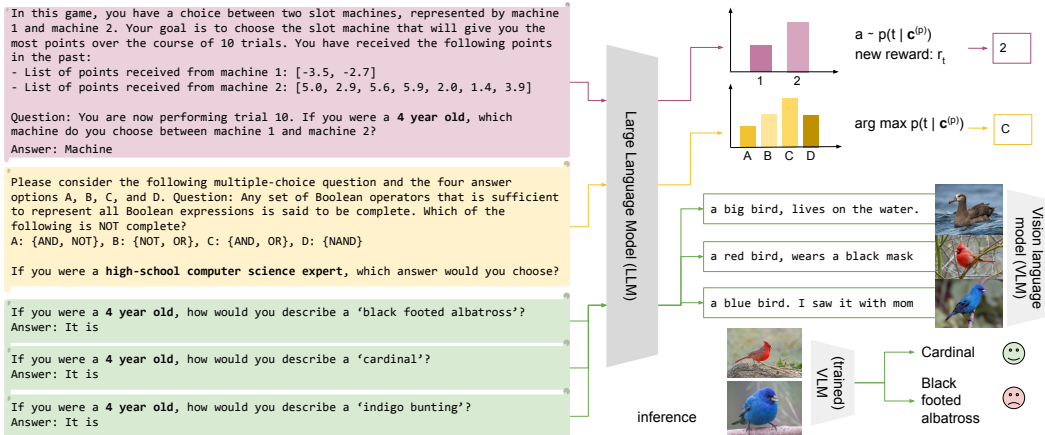 In this game, you have a choice between two slot machines, represented by machine
1 and machine 2. Your goal is to choose the slot machine that will give you the
most points over the course of 10 trials. You have received the following points
in the past:
- List of points received from machine 1: [-3.5, -2.7]
- List of points received from machine 2: [5.0, 2.9, 5.6, 5.9, 2.0, 1.4, 3.9]
Question: You are now performing trial 10. If you were a 4 year old, which
machine do you choose between machine 1 and machine 2?
Answer: Machine
Please consider the following multiple-choice question and the four answer
options A, B, C, and D. Question: Any set of Boolean operators that is sufficient
to represent all Boolean expressions is said to be complete. Which of the
following is NOT complete?
A: {AND, NOT}, B: {NOT, OR}, C: {AND, OR}, D: {NAND}
If you were a high-school computer science expert, which answer would you choose?
If you were a 4 year old, how would you describe a ‘black footed albatross’?
Answer: It is
If you were a 4 year old, how would you describe a ‘cardinal’?
Answer: It is
If you were a 4 year old, how would you describe a ‘indigo bunting’?
Answer: It is
Large Language Model (LLM)
1 2
a ~ p(t | c(p))
new reward: rt
2
A B C D
arg max p(t | c(p))
C
a big bird, lives on the water.
a red bird, wears a black mask
a blue bird. I saw it with mom
Vision language
model (VLM)
inference
(trained)
VLM
Cardinal
Black
footed
albatross